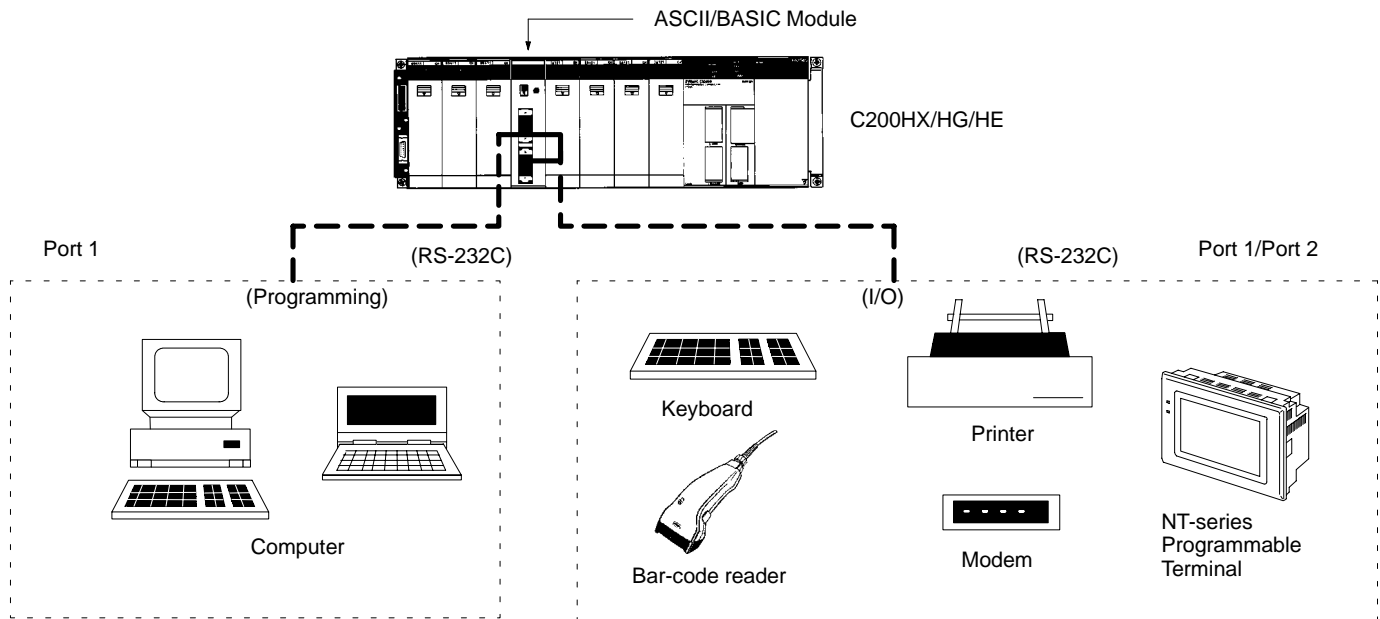 ASCII/BASIC Module
C200HX/HG/HE
Port 1
(RS-232C)
(RS-232C)
Port 1/Port 2
(Programming)
(I/O)
Keyboard
Printer
Computer
Bar-code reader
Modem
NT-series
Programmable
Terminal